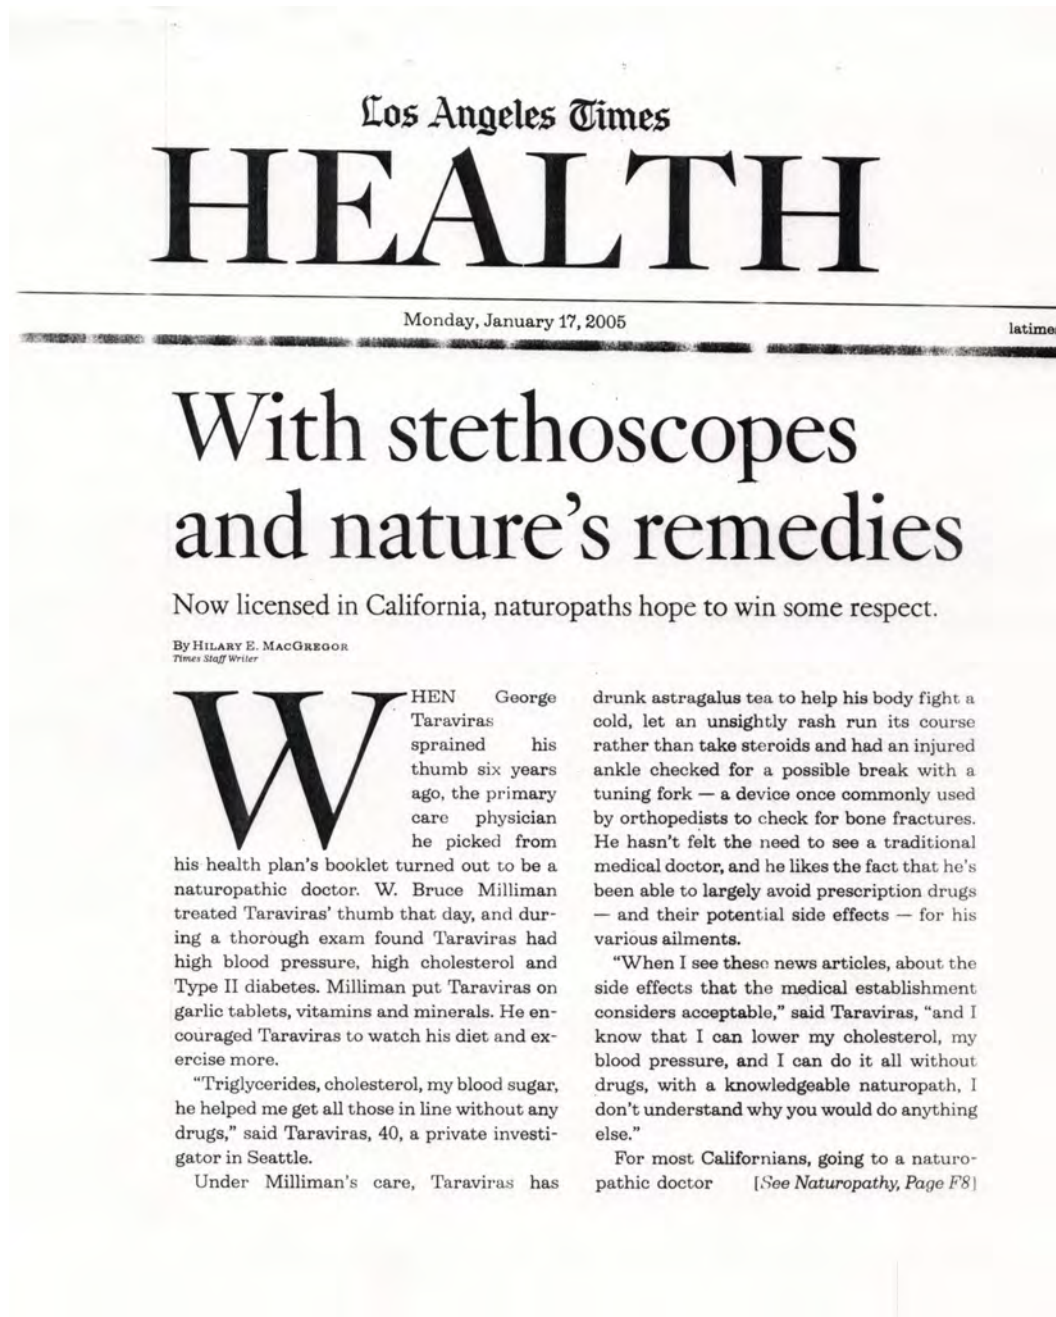 Los Angeles Times
HEALTH
Monday, January 17, 2005
latime
With stethoscopes
and nature's remedies
Now licensed in California, naturopaths hope to win some respect.
By HILARY E. MACGREGOR
Times Staff Writer
WHEN George
Taraviras
sprained his
thumb six years
ago, the primary
care physician
he picked from
his health plan's booklet turned out to be a
naturopathic doctor. W. Bruce Milliman
treated Taraviras' thumb that day, and dur-
ing a thorough exam found Taraviras had
high blood pressure, high cholesterol and
Type II diabetes. Milliman put Taraviras on
garlic tablets, vitamins and minerals. He en-
couraged Taraviras to watch his diet and ex-
ercise more.
"Triglycerides, cholesterol, my blood sugar,
he helped me get all those in line without any
drugs," said Taraviras, 40, a private investi-
gator in Seattle.
Under Milliman's care, Taraviras has
drunk astragalus tea to help his body fight a
cold, let an unsightly rash run its course
rather than take steroids and had an injured
ankle checked for a possible break with a
tuning fork — a device once commonly used
by orthopedists to check for bone fractures.
He hasn't felt the need to see a traditional
medical doctor, and he likes the fact that he's
been able to largely avoid prescription drugs
— and their potential side effects — for his
various ailments.
"When I see these news articles, about the
side effects that the medical establishment
considers acceptable," said Taraviras, "and I
know that I can lower my cholesterol, my
blood pressure, and I can do it all without
drugs, with a knowledgeable naturopath, I
don't understand why you would do anything
else."
For most Californians, going to a naturo-
pathic doctor [See Naturopathy, Page F8]